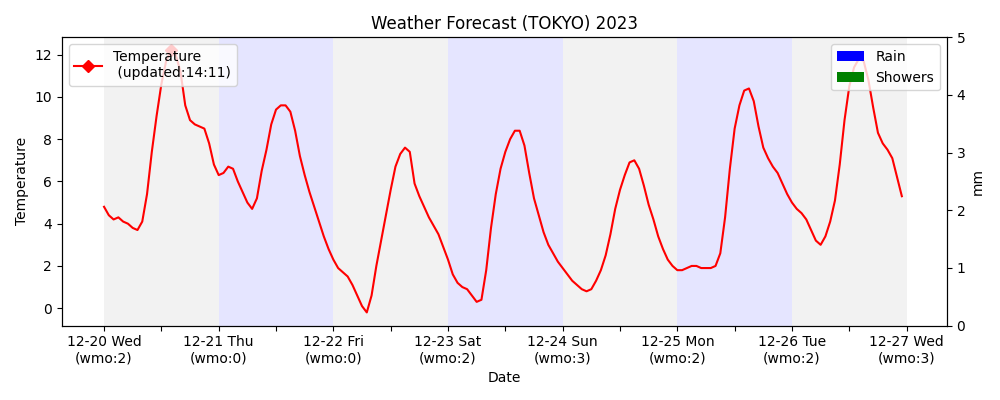 Weather Forecast (TOKYO) 2023
Temperature
(updated:14:11)
Rain
Showers
12
10
8
6
4
2
0
Temperature
5
4
3
2
1
0
mm
12-20 Wed 12-21 Thu 12-22 Fri 12-23 Sat 12-24 Sun 12-25 Mon 12-26 Tue 12-27 Wed
(wmo:2) (wmo:0) (wmo:0) (wmo:2) (wmo:3) (wmo:2) (wmo:2) (wmo:3)
Date